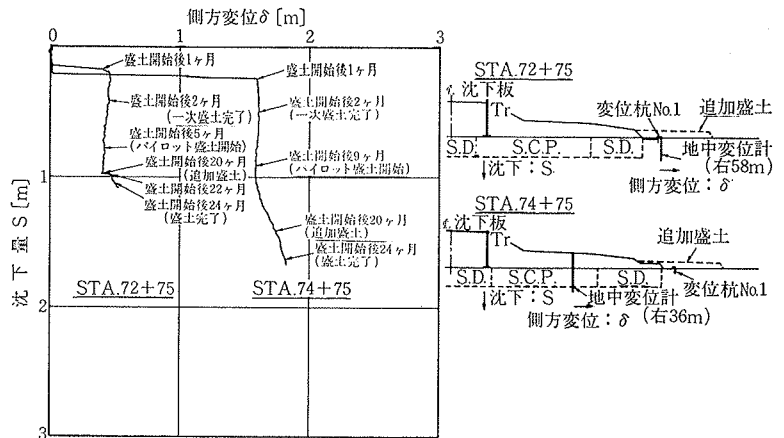 側方変位δ〔m〕
0 1 2 3
盛土開始後1ヶ月
盛土開始後2ヶ月
(一次盛土完了)
盛土開始後5ヶ月
(パイロット盛土開始)
盛土開始後20ヶ月
(追加盛土)
盛土開始後22ヶ月
盛土開始後24ヶ月
(盛土完了)
盛土開始後1ヶ月
盛土開始後2ヶ月
(一次盛土完了)
盛土開始後9ヶ月
(パイロット盛土開始)
盛土開始後20ヶ月
(追加盛土)
盛土開始後24ヶ月
(盛土完了)
沈下量S〔m〕
1
2
3
STA.72+75
STA.74+75
STA.72+75
沈下板
Tr
変位杭No.1
追加盛土
S.D. S.C.P. S.D.
地中変位計
(右58m)
沈下:S
側方変位:δ
STA.74+75
沈下板
Tr
追加盛土
S.D. S.C.P. S.D.
変位杭No.1
沈下:S
地中変位計
(右36m)
側方変位:δ